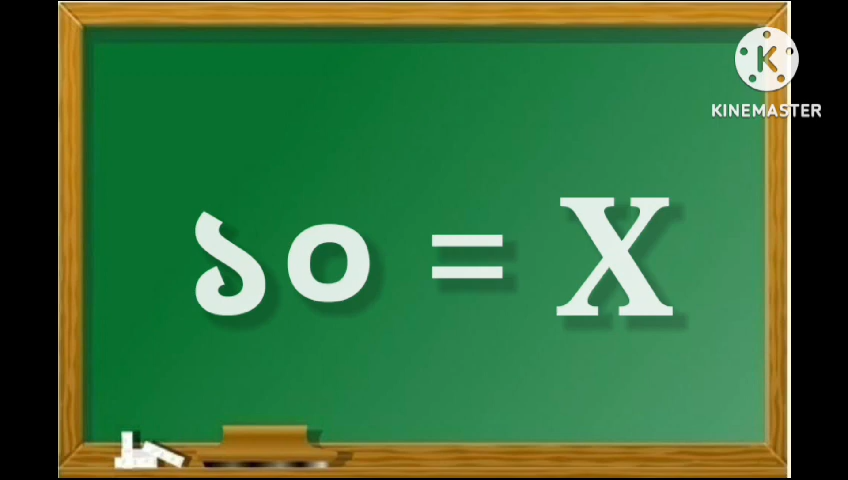 ১০ = X
KINEMASTER